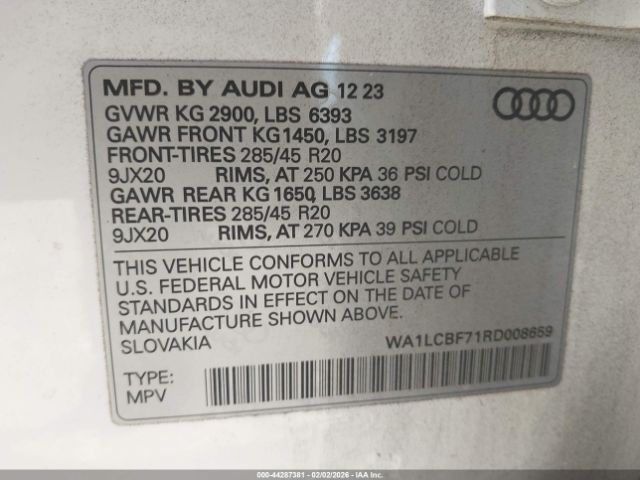 MFD. BY AUDI AG 12 23
GVWR KG 2900, LBS 6393
GAWR FRONT KG1450, LBS 3197
FRONT-TIRES 285/45 R20
9JX20 RIMS, AT 250 KPA 36 PSI COLD
GAWR REAR KG 1650, LBS 3638
REAR-TIRES 285/45 R20
9JX20 RIMS, AT 270 KPA 39 PSI COLD
THIS VEHICLE CONFORMS TO ALL APPLICABLE
U.S. FEDERAL MOTOR VEHICLE SAFETY
STANDARDS IN EFFECT ON THE DATE OF
MANUFACTURE SHOWN ABOVE.
SLOVAKIA WA1LCBF71RD008659
TYPE:
MPV
000-44287381 - 02/02/2026 - IAA, Inc.